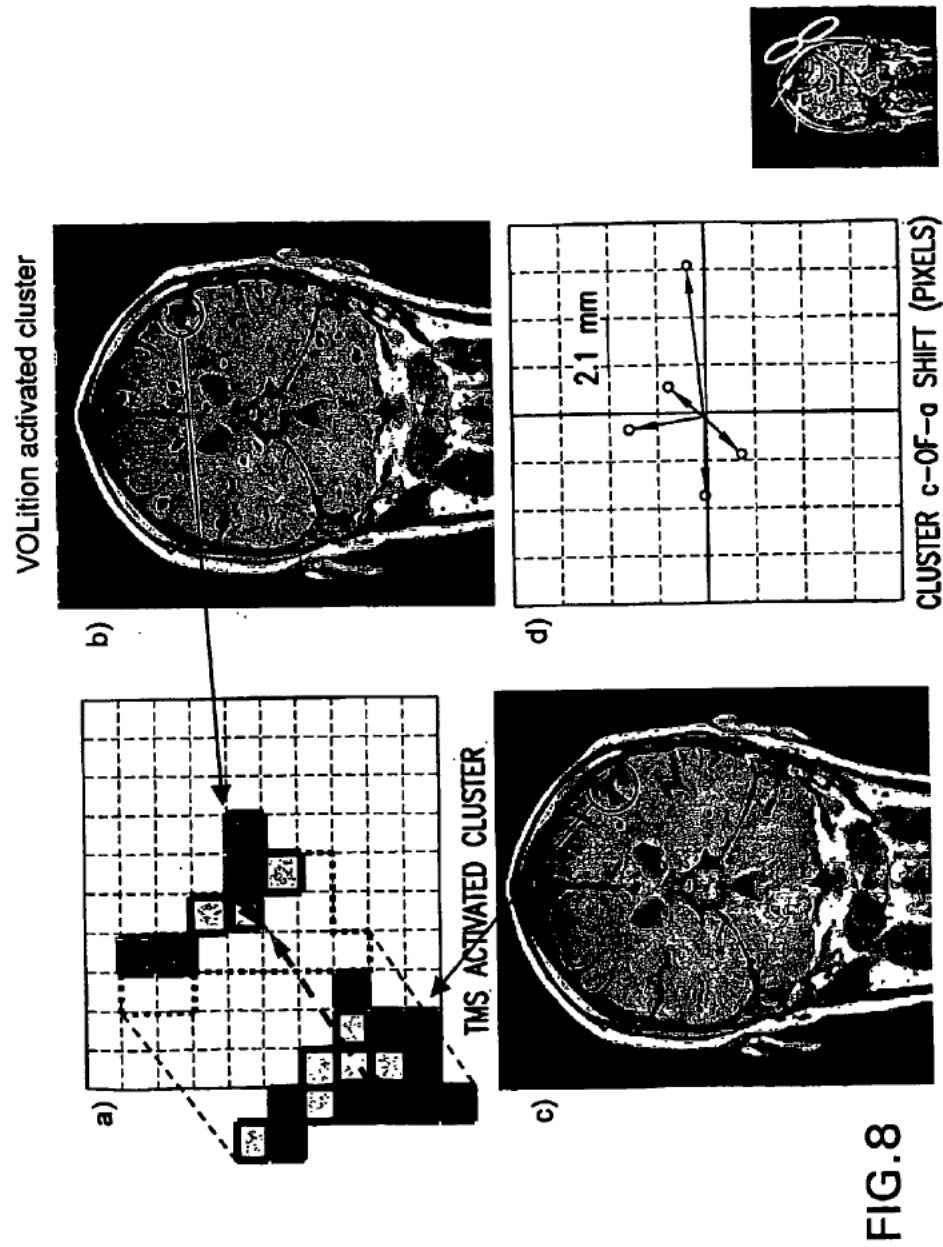 VOLition activated cluster
a)
b)
TMS ACTIVATED CLUSTER
c)
d)
2.1 mm
CLUSTER c-OF-a SHIFT (PIXELS)
FIG.8